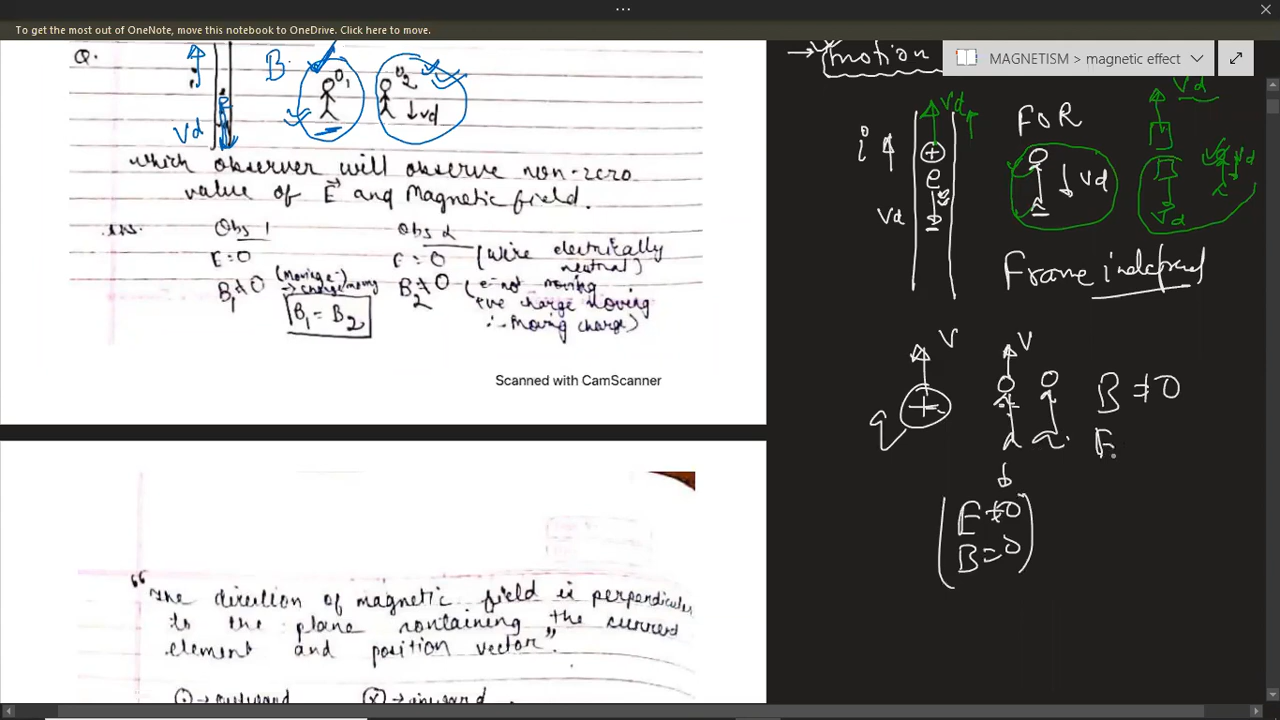 To get the most out of OneNote, move this notebook to OneDrive. Click here to move.
MAGNETISM > magnetic effect
Q.
B
O1
O2
↓vd
Vd
which observer will observe non-zero
value of E⃗ and Magnetic field.
Ans.
Obs 1
E=0
B1≠0 (moving e-
→ charge moving
B1 = B2
Obs 2
E=0 (wire electrically
neutral)
B2≠0 (e- not moving
+ve charge moving
∴ Moving charge)
Scanned with CamScanner
"The direction of magnetic field is perpendicular
to the plane containing the current
element and position vector".
⊙→outward ⊗→inward
→ motion
Vd
i
+
e
Vd
FOR
↓Vd
Vd
Vd
Vd
Frame independ
V
+
q
V
B ≠0
E
E≠0
B=0